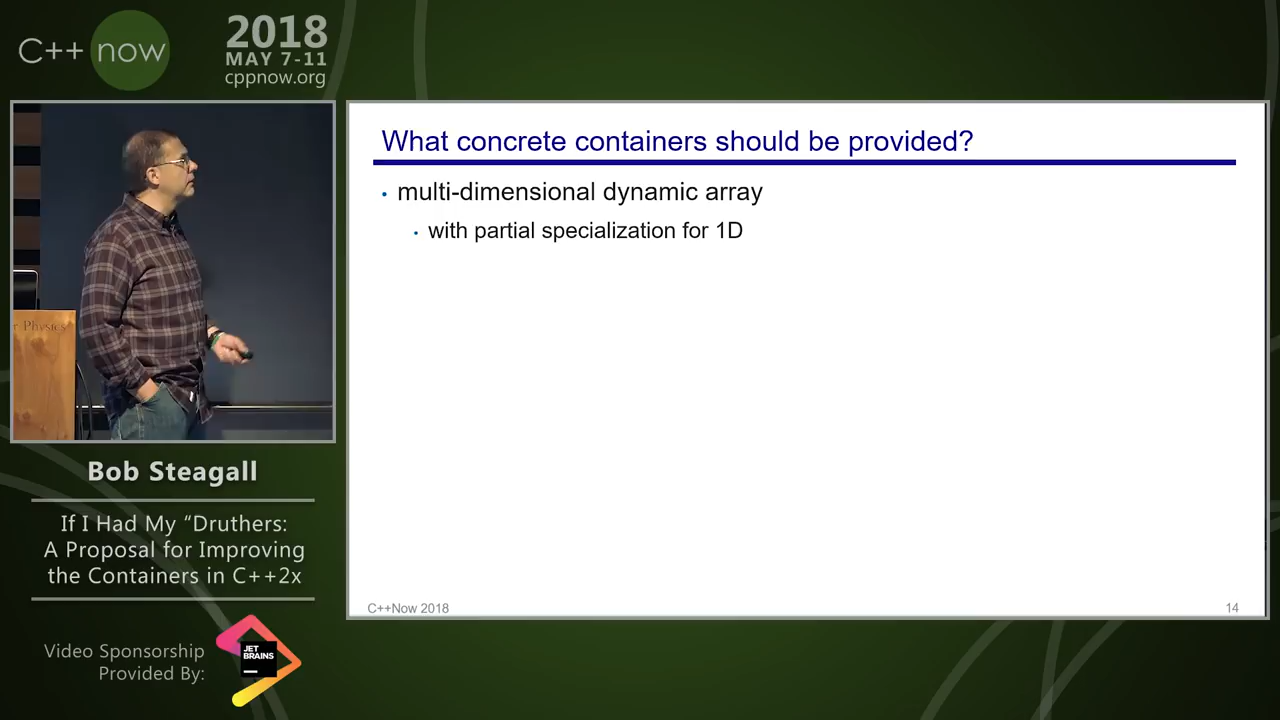 C++ now
2018
MAY 7-11
cppnow.org
r Physics
Bob Steagall
If I Had My “Druthers:
A Proposal for Improving
the Containers in C++2x
Video Sponsorship
Provided By:
JET
BRAINS
What concrete containers should be provided?
• multi-dimensional dynamic array
• with partial specialization for 1D
C++Now 2018
14